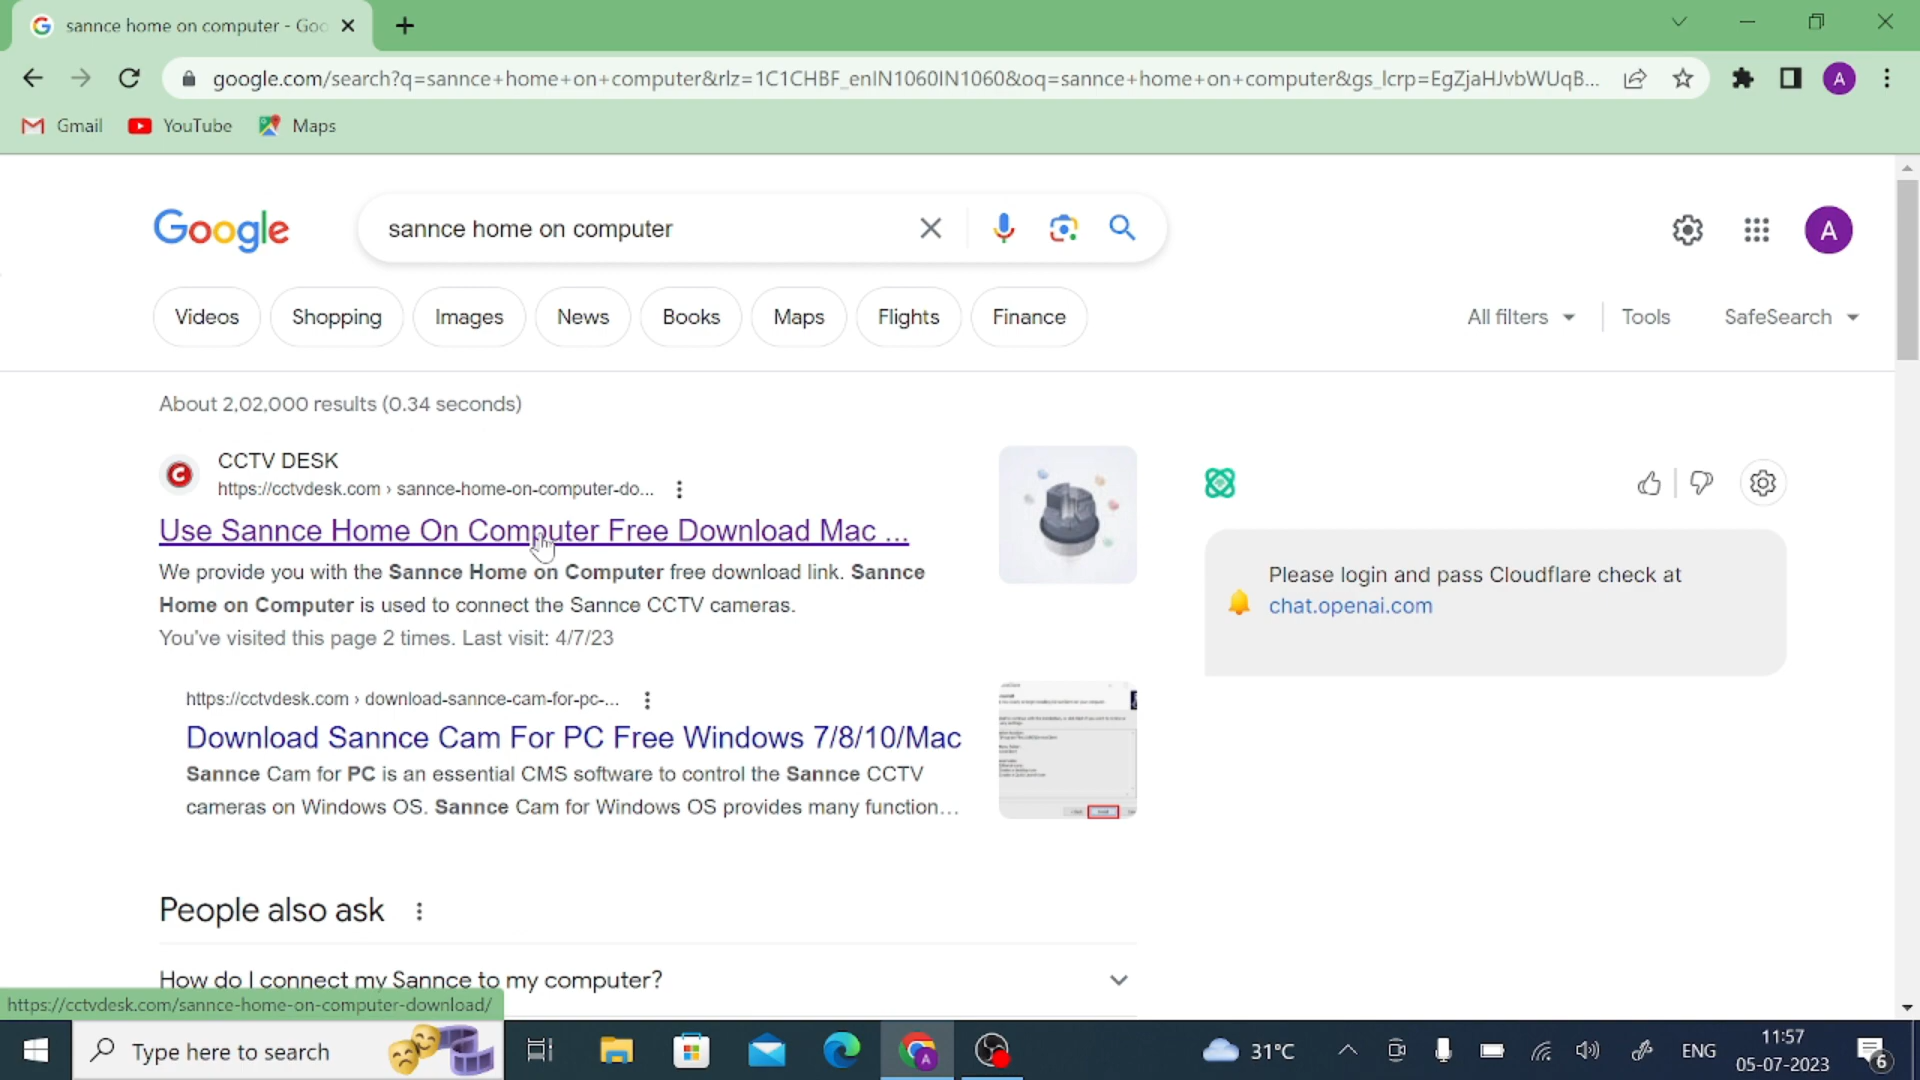 sannce home on computer - Goo
google.com/search?q=sannce+home+on+computer&rlz=1C1CHBF_enIN1060IN1060&oq=sannce+home+on+computer&gs_lcrp=EgZjaHJvbWUqB...
A
Gmail
YouTube
Maps
Google
sannce home on computer
A
Videos
Shopping
Images
News
Books
Maps
Flights
Finance
All filters
Tools
SafeSearch
About 2,02,000 results (0.34 seconds)
CCTV DESK
https://cctvdesk.com › sannce-home-on-computer-do...
Use Sannce Home On Computer Free Download Mac ...
We provide you with the Sannce Home on Computer free download link. Sannce
Home on Computer is used to connect the Sannce CCTV cameras.
You've visited this page 2 times. Last visit: 4/7/23
Please login and pass Cloudflare check at
chat.openai.com
https://cctvdesk.com › download-sannce-cam-for-pc-...
Download Sannce Cam For PC Free Windows 7/8/10/Mac
Sannce Cam for PC is an essential CMS software to control the Sannce CCTV
cameras on Windows OS. Sannce Cam for Windows OS provides many function...
People also ask
How do I connect my Sannce to my computer?
https://cctvdesk.com/sannce-home-on-computer-download/
Type here to search
A
31°C
ENG
11:57
05-07-2023
6